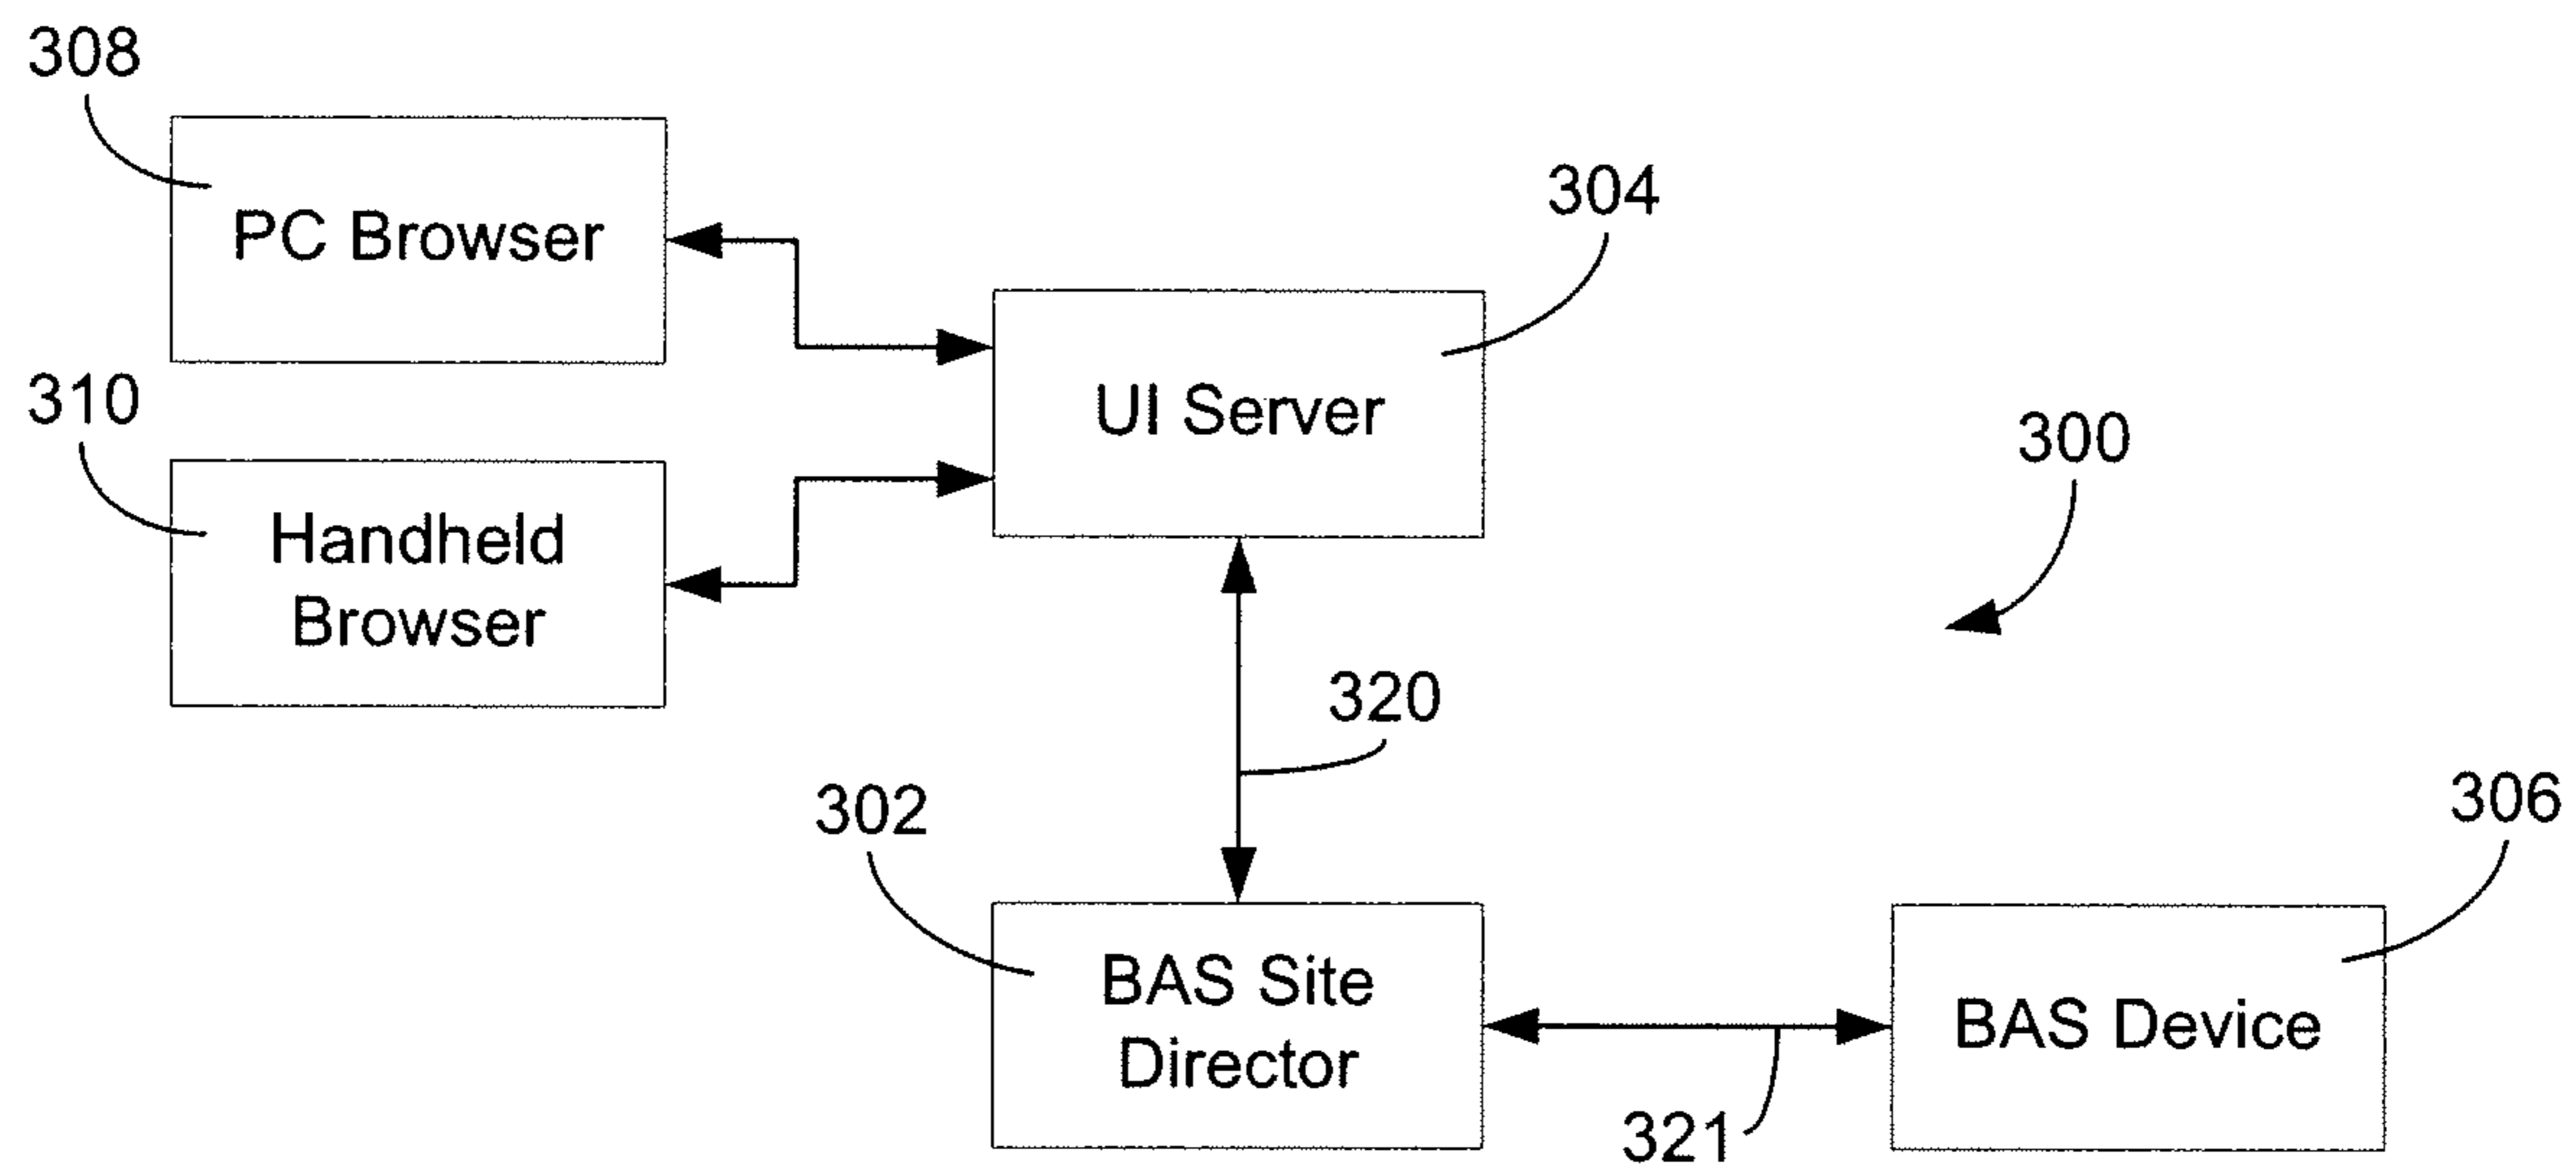 308
PC Browser
304
310
UI Server
300
Handheld
Browser
320
302
306
BAS Site
Director
BAS Device
321